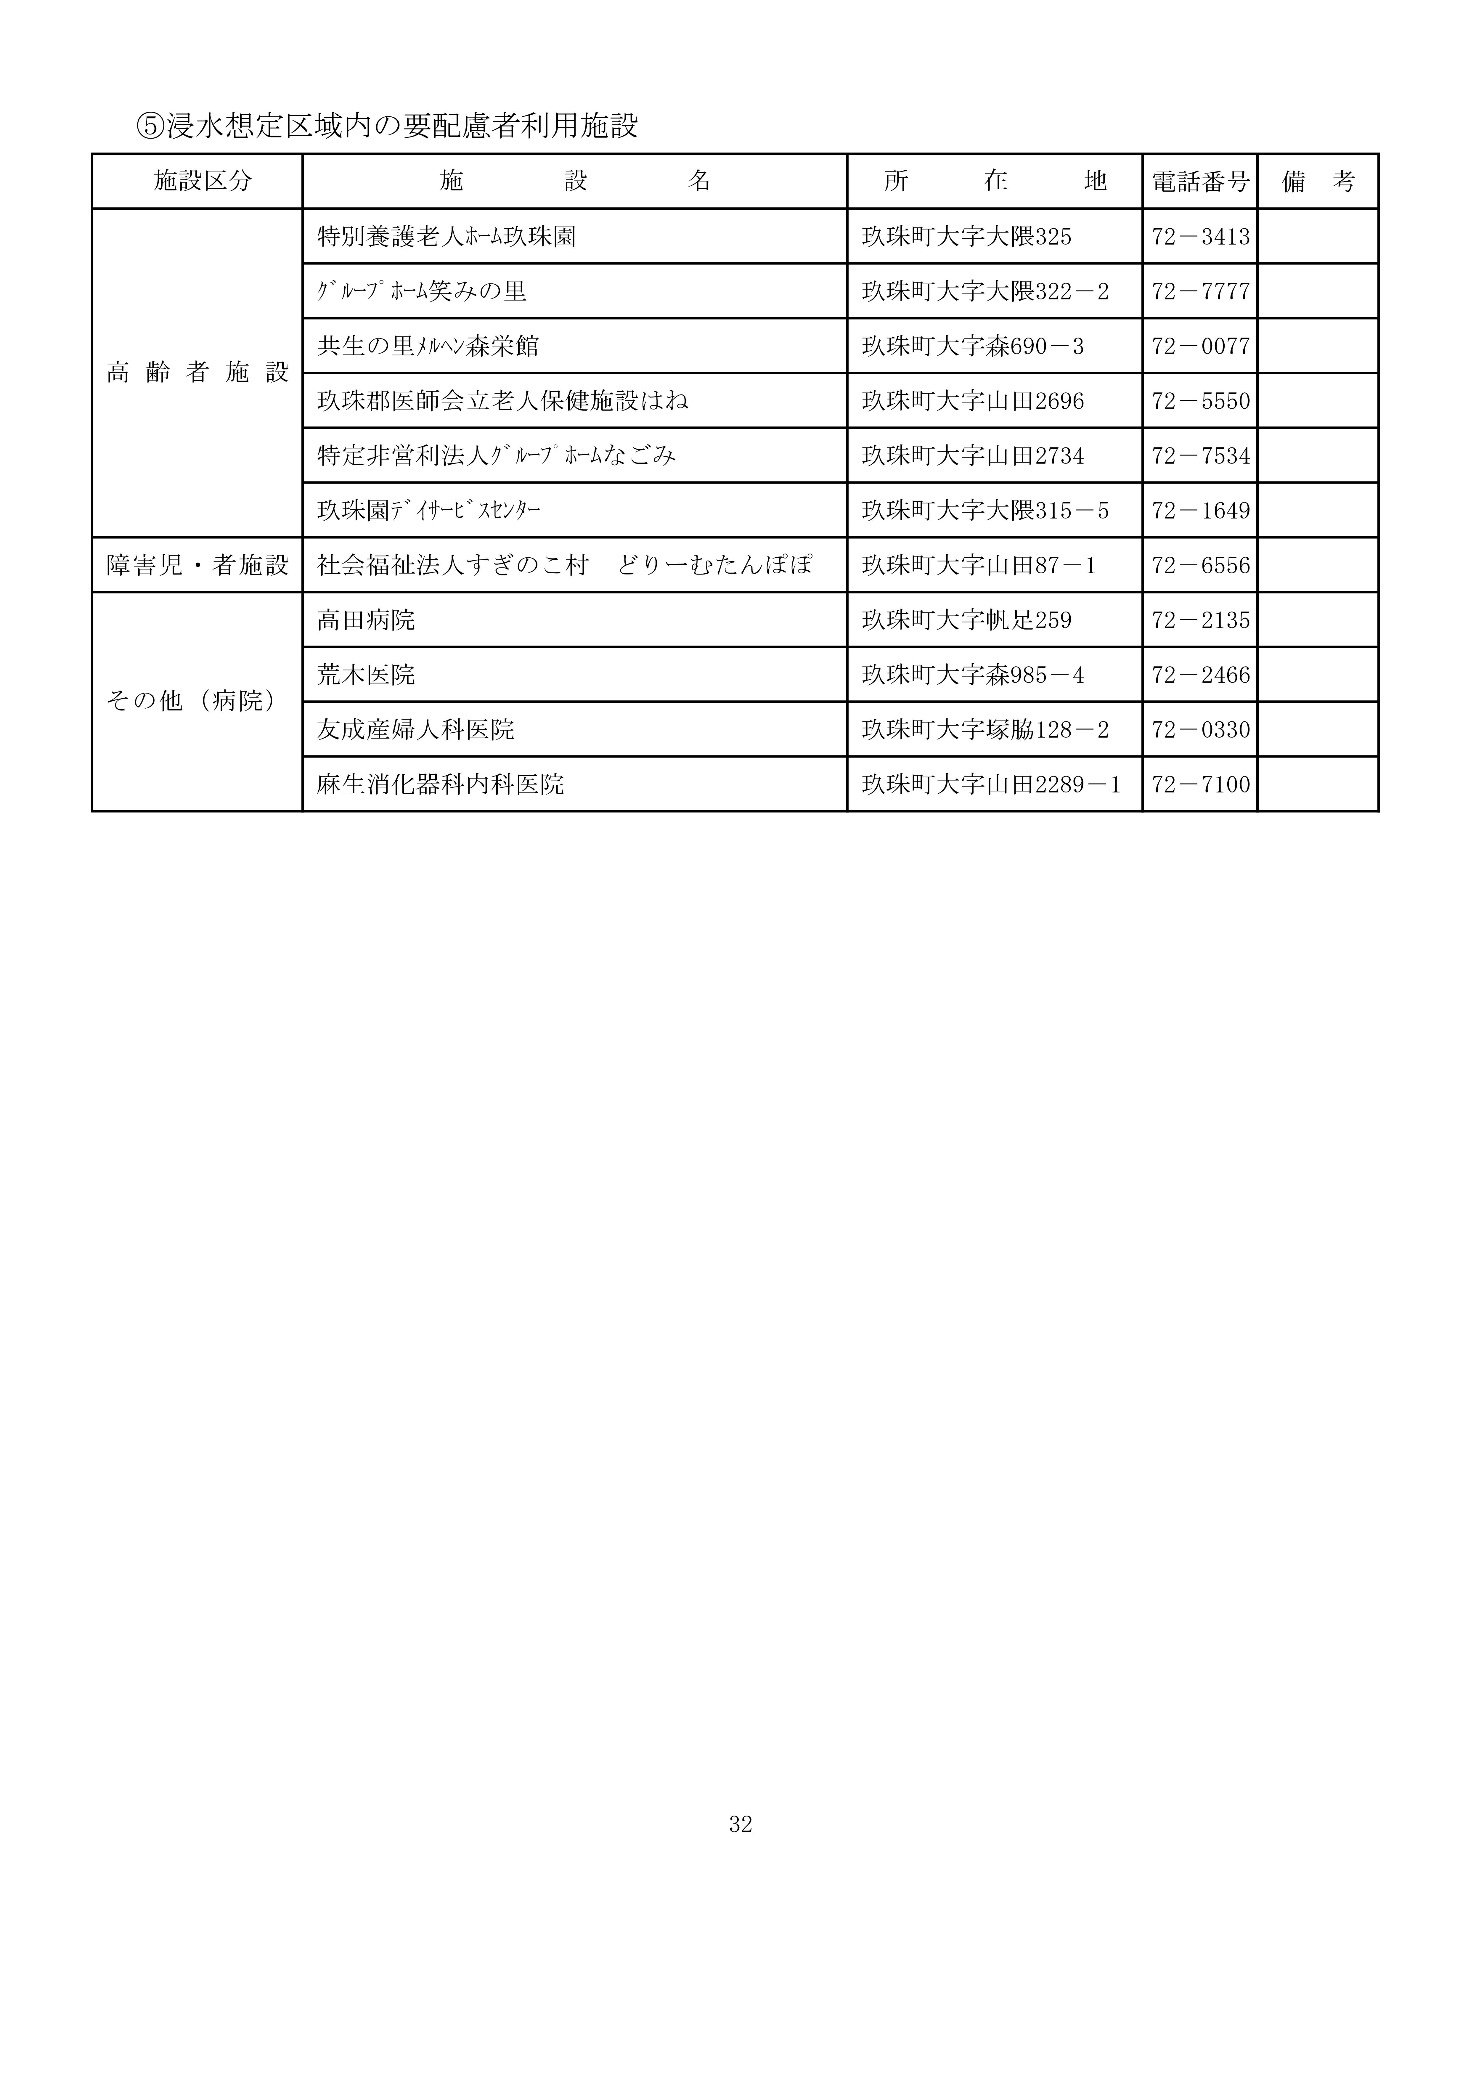 ⑤浸水想定区域内の要配慮者利用施設
施設区分 施 設 名 所 在 地 電話番号 備 考
高 齢 者 施 設
特別養護老人ﾎｰﾑ玖珠園 玖珠町大字大隈325 72－3413
ｸﾞﾙｰﾌﾟﾎｰﾑ笑みの里 玖珠町大字大隈322－2 72－7777
共生の里ﾒﾙﾍﾝ森栄館 玖珠町大字森690－3 72－0077
玖珠郡医師会立老人保健施設はね 玖珠町大字山田2696 72－5550
特定非営利法人ｸﾞﾙｰﾌﾟﾎｰﾑなごみ 玖珠町大字山田2734 72－7534
玖珠園ﾃﾞｲｻｰﾋﾞｽｾﾝﾀｰ 玖珠町大字大隈315－5 72－1649
障害児・者施設 社会福祉法人すぎのこ村　どりーむたんぽぽ 玖珠町大字山田87－1 72－6556
その他（病院）
高田病院 玖珠町大字帆足259 72－2135
荒木医院 玖珠町大字森985－4 72－2466
友成産婦人科医院 玖珠町大字塚脇128－2 72－0330
麻生消化器科内科医院 玖珠町大字山田2289－1 72－7100
32